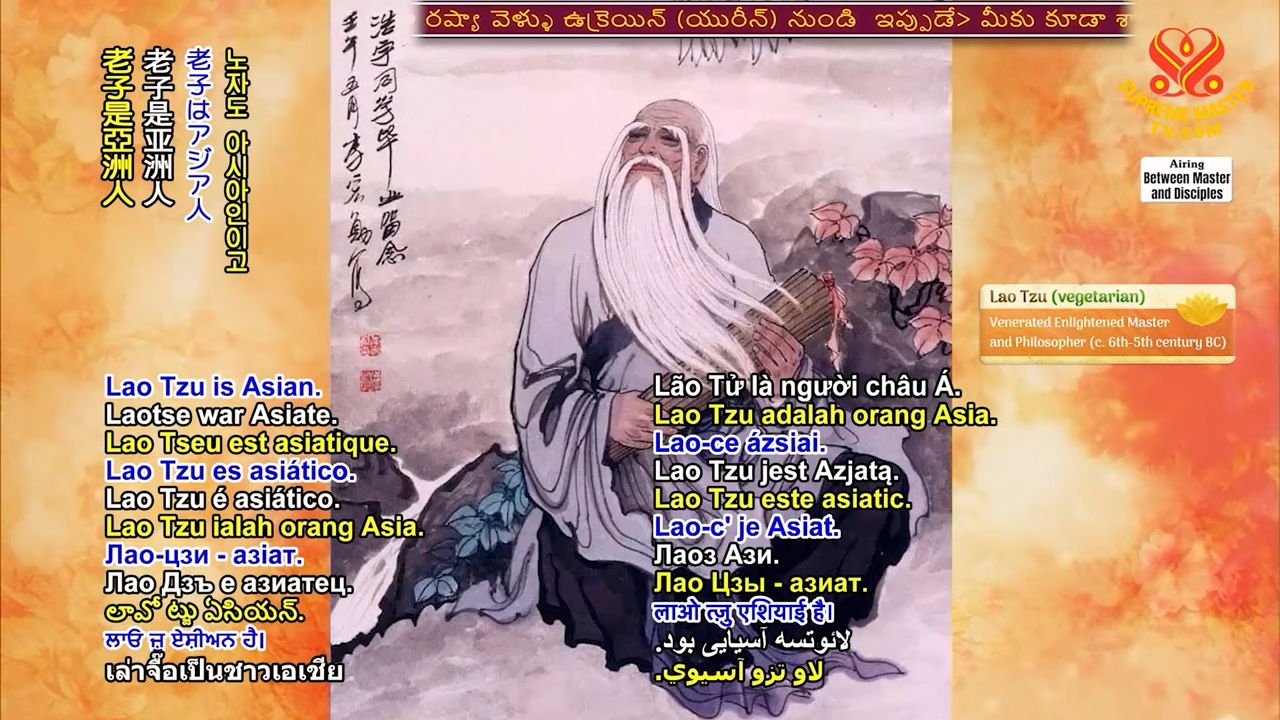 రష్యా వెళ్ళు ఉక్రెయిన్ (యురీన్) నుండి ఇప్పుడే> మీకు కూడా
SUPREME MASTER
TV.COM
Airing
Between Master
and Disciples
老子是亞洲人
老子是亚洲人
老子はアジア人
노자도 아시아인이고
Lao Tzu (vegetarian)
Venerated Enlightened Master
and Philosopher (c. 6th-5th century BC)
Lao Tzu is Asian.
Laotse war Asiate.
Lao Tseu est asiatique.
Lao Tzu es asiático.
Lao Tzu é asiático.
Lao Tzu ialah orang Asia.
Лао-цзи - азіат.
Лао Дзъ е азиатец.
లావో ట్జు ఏసియన్.
ਲਾਓ ਜ਼ੂ ਏਸ਼ੀਅਨ ਹੈ।
เล่าจื๊อเป็นชาวเอเชีย
Lão Tử là người châu Á.
Lao Tzu adalah orang Asia.
Lao-ce ázsiai.
Lao Tzu jest Azjatą.
Lao Tzu este asiatic.
Lao-c' je Asiat.
Лаоз Ази.
Лао Цзы - азиат.
लाओ त्ज़ु एशियाई है।
لائوتسه آسیایی بود.
لاو تزو آسيوي.